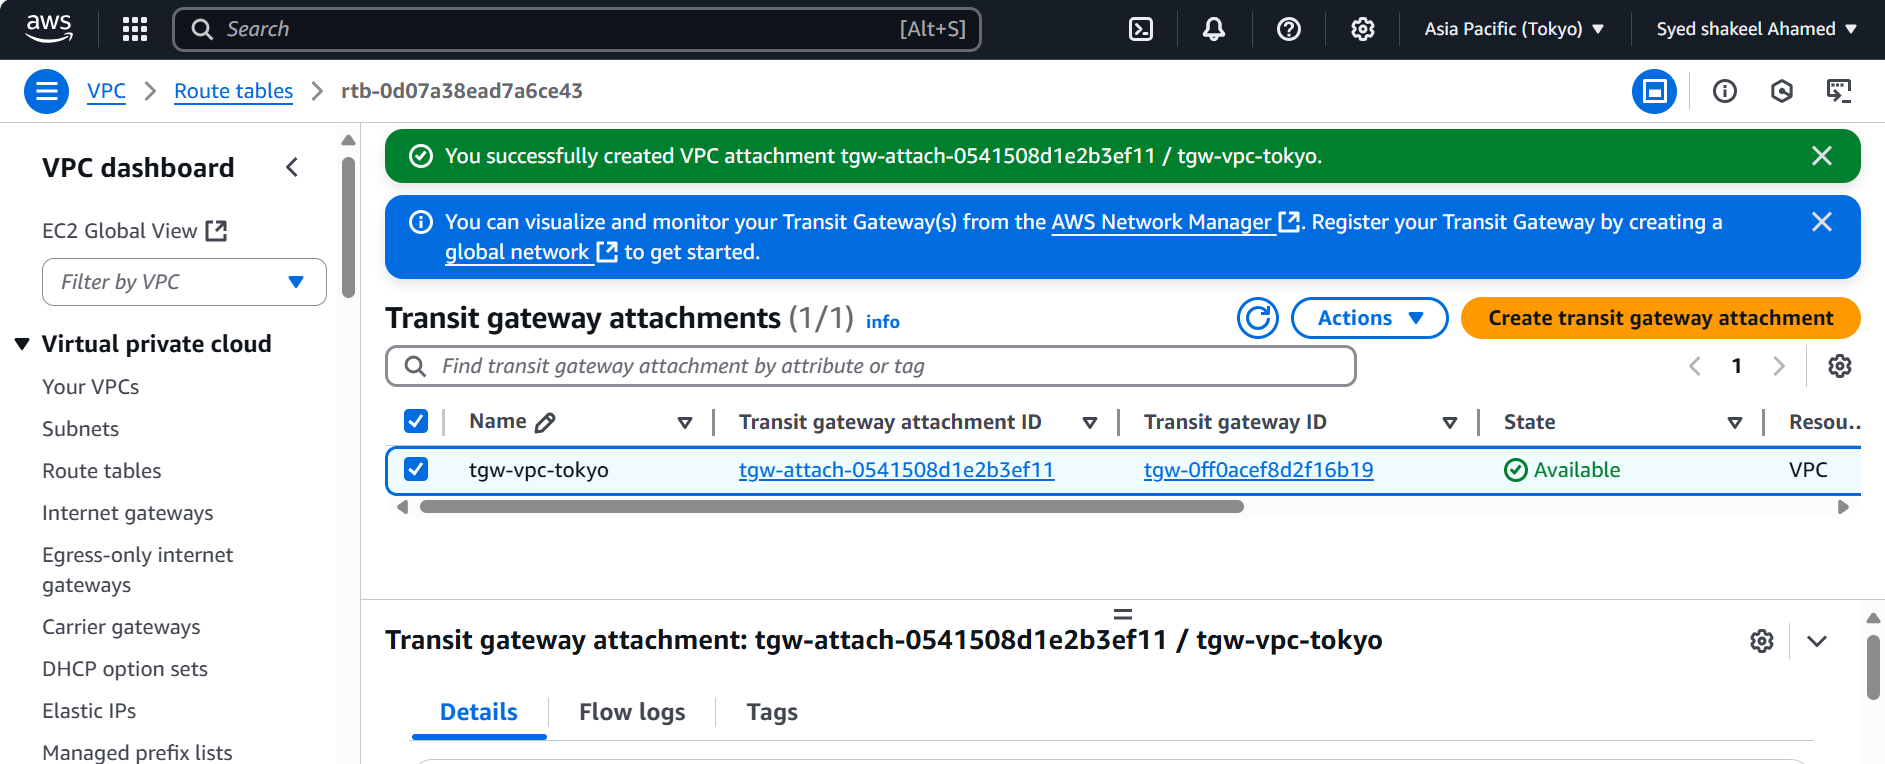 aws
Search [Alt+S]
Asia Pacific (Tokyo)
Syed shakeel Ahamed
VPC
Route tables
rtb-0d07a38ead7a6ce43
VPC dashboard
EC2 Global View
Filter by VPC
Virtual private cloud
Your VPCs
Subnets
Route tables
Internet gateways
Egress-only internet
gateways
Carrier gateways
DHCP option sets
Elastic IPs
Managed prefix lists
You successfully created VPC attachment tgw-attach-0541508d1e2b3ef11 / tgw-vpc-tokyo.
You can visualize and monitor your Transit Gateway(s) from the AWS Network Manager. Register your Transit Gateway by creating a
global network to get started.
Transit gateway attachments (1/1) info
Actions
Create transit gateway attachment
Find transit gateway attachment by attribute or tag
1
Name Transit gateway attachment ID Transit gateway ID State Resou..
tgw-vpc-tokyo tgw-attach-0541508d1e2b3ef11 tgw-0ff0acef8d2f16b19 Available VPC
Transit gateway attachment: tgw-attach-0541508d1e2b3ef11 / tgw-vpc-tokyo
Details Flow logs Tags